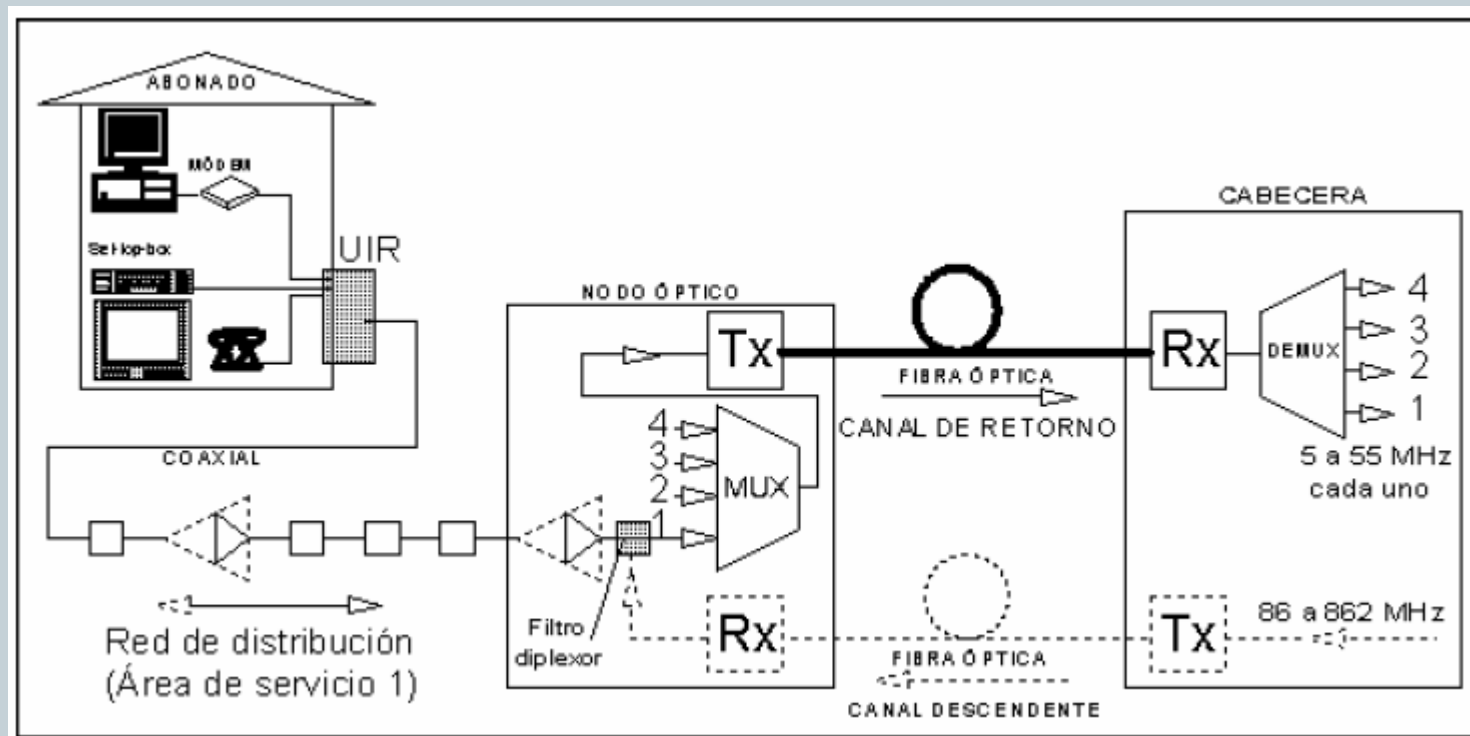 ABONADO
MÓDEM
Set-top-box
UIR
COAXIAL
Red de distribución
(Área de servicio 1)
NODO ÓPTICO
Tx
4
3
2
1
MUX
Filtro
diplexor
Rx
FIBRA ÓPTICA
CANAL DE RETORNO
FIBRA ÓPTICA
CANAL DESCENDENTE
CABECERA
Rx
DEMUX
4
3
2
1
5 a 55 MHz
cada uno
Tx
86 a 862 MHz